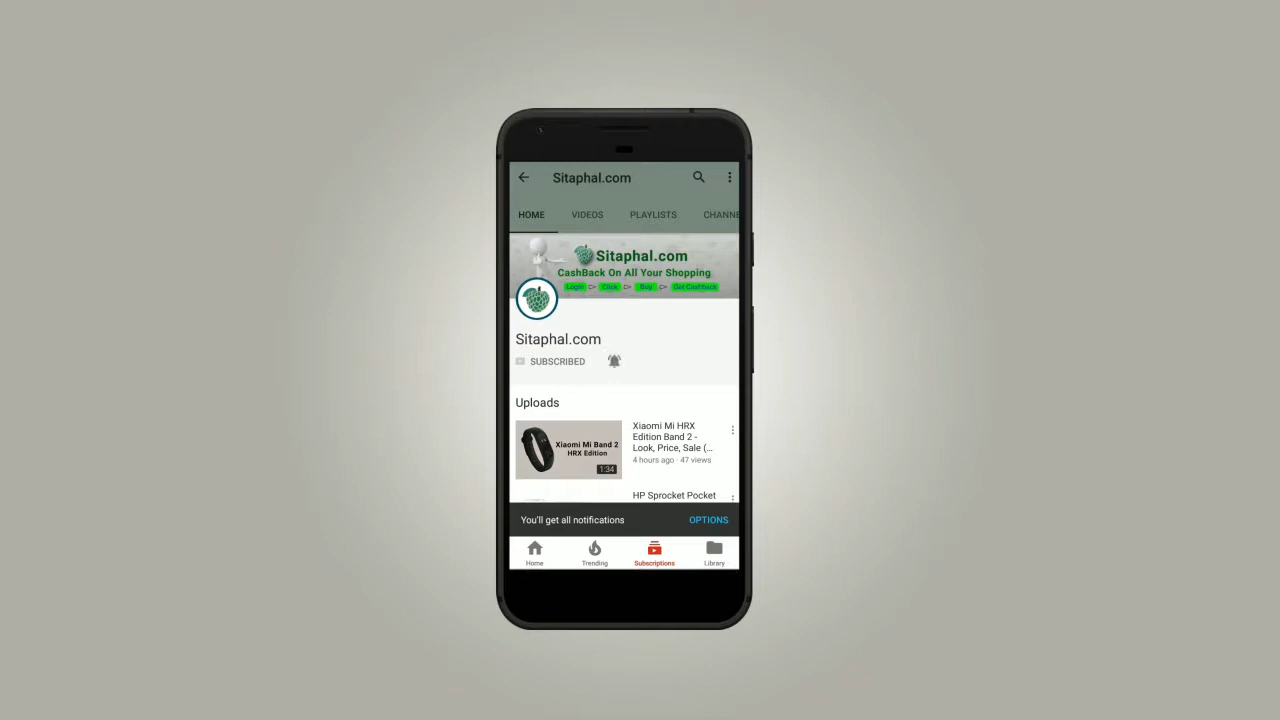 Sitaphal.com
HOME VIDEOS PLAYLISTS CHANNE
Sitaphal.com
CashBack On All Your Shopping
Login Click Buy Get Cashback
Sitaphal.com
SUBSCRIBED
Uploads
Xiaomi Mi Band 2
HRX Edition
1:34
Xiaomi Mi HRX
Edition Band 2 -
Look, Price, Sale (...
4 hours ago · 47 views
HP Sprocket Pocket
You'll get all notifications OPTIONS
Home Trending Subscriptions Library